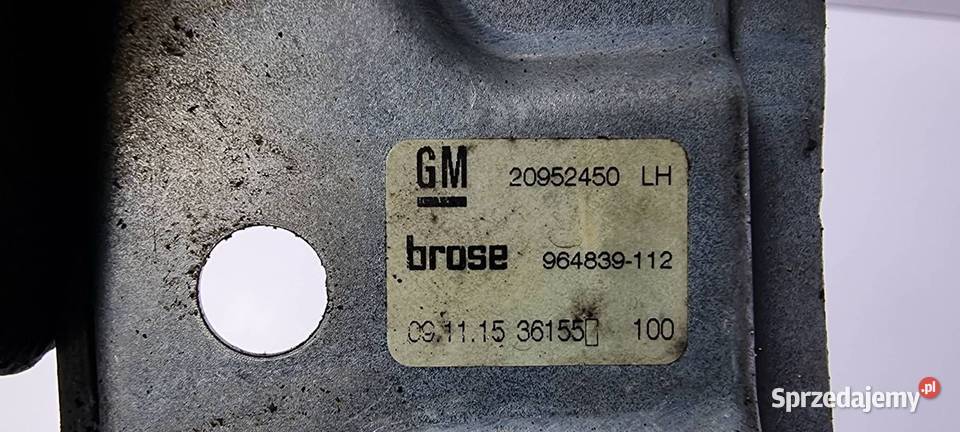 GM 20952450 LH
brose 964839-112
09.11.15 36155▯ 100
Sprzedajemy.pl